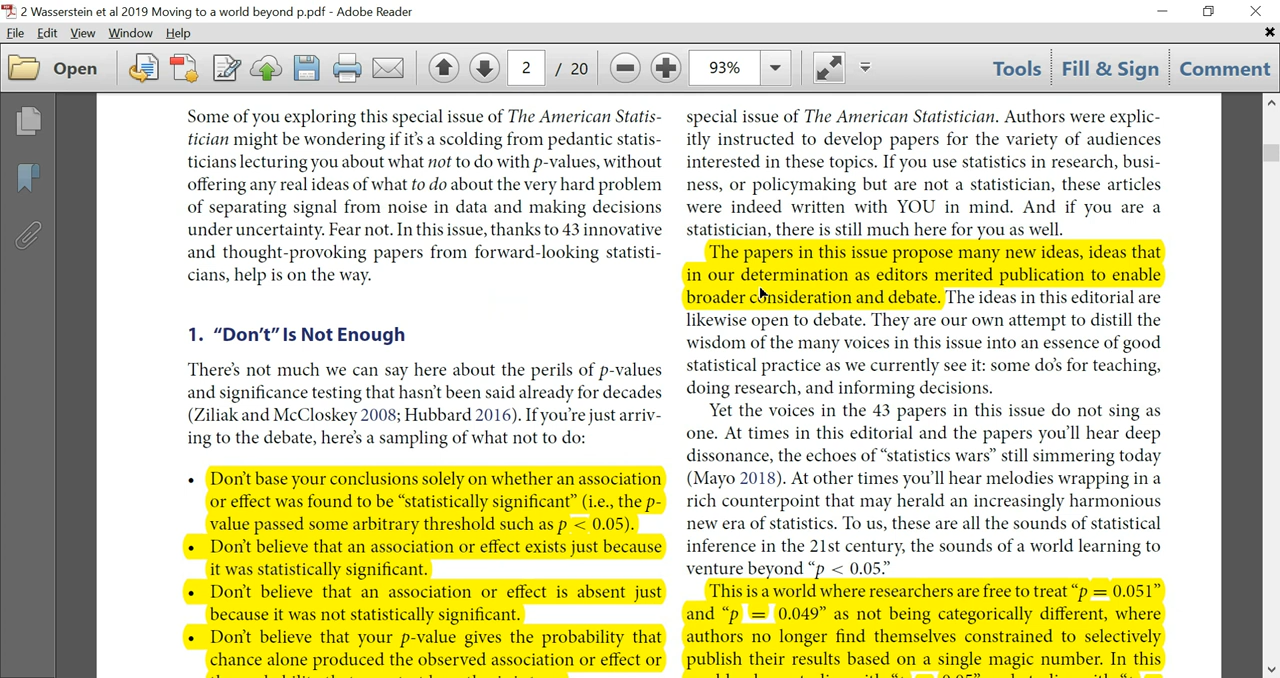 2 Wasserstein et al 2019 Moving to a world beyond p.pdf - Adobe Reader
File Edit View Window Help
Open 2 / 20 93% Tools Fill & Sign Comment
Some of you exploring this special issue of The American Statis-
tician might be wondering if it's a scolding from pedantic statis-
ticians lecturing you about what not to do with p-values, without
offering any real ideas of what to do about the very hard problem
of separating signal from noise in data and making decisions
under uncertainty. Fear not. In this issue, thanks to 43 innovative
and thought-provoking papers from forward-looking statisti-
cians, help is on the way.
1. “Don't” Is Not Enough
There's not much we can say here about the perils of p-values
and significance testing that hasn't been said already for decades
(Ziliak and McCloskey 2008; Hubbard 2016). If you're just arriv-
ing to the debate, here's a sampling of what not to do:
• Don't base your conclusions solely on whether an association
or effect was found to be “statistically significant” (i.e., the p-
value passed some arbitrary threshold such as p < 0.05).
• Don't believe that an association or effect exists just because
it was statistically significant.
• Don't believe that an association or effect is absent just
because it was not statistically significant.
• Don't believe that your p-value gives the probability that
chance alone produced the observed association or effect or
special issue of The American Statistician. Authors were explic-
itly instructed to develop papers for the variety of audiences
interested in these topics. If you use statistics in research, busi-
ness, or policymaking but are not a statistician, these articles
were indeed written with YOU in mind. And if you are a
statistician, there is still much here for you as well.
The papers in this issue propose many new ideas, ideas that
in our determination as editors merited publication to enable
broader consideration and debate. The ideas in this editorial are
likewise open to debate. They are our own attempt to distill the
wisdom of the many voices in this issue into an essence of good
statistical practice as we currently see it: some do's for teaching,
doing research, and informing decisions.
Yet the voices in the 43 papers in this issue do not sing as
one. At times in this editorial and the papers you'll hear deep
dissonance, the echoes of “statistics wars” still simmering today
(Mayo 2018). At other times you'll hear melodies wrapping in a
rich counterpoint that may herald an increasingly harmonious
new era of statistics. To us, these are all the sounds of statistical
inference in the 21st century, the sounds of a world learning to
venture beyond “p < 0.05.”
This is a world where researchers are free to treat “p = 0.051”
and “p = 0.049” as not being categorically different, where
authors no longer find themselves constrained to selectively
publish their results based on a single magic number. In this